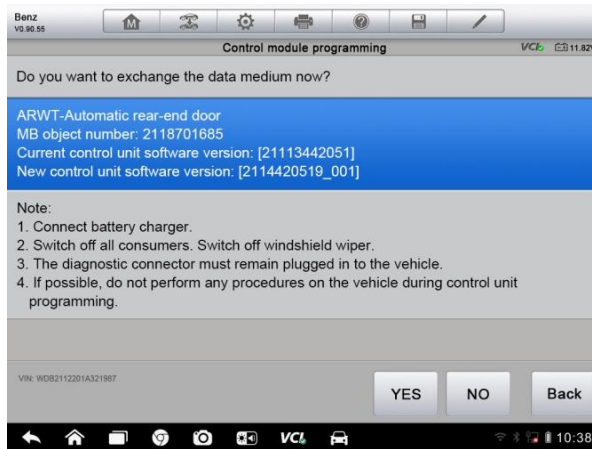 Benz
V0.90.55
Control module programming
VCI 11.82V
Do you want to exchange the data medium now?
ARWT-Automatic rear-end door
MB object number: 2118701685
Current control unit software version: [21113442051]
New control unit software version: [2114420519_001]
Note:
1. Connect battery charger.
2. Switch off all consumers. Switch off windshield wiper.
3. The diagnostic connector must remain plugged in to the vehicle.
4. If possible, do not perform any procedures on the vehicle during control unit
programming.
VIN: WDB2112201A321987
YES NO Back
VCI 10:38